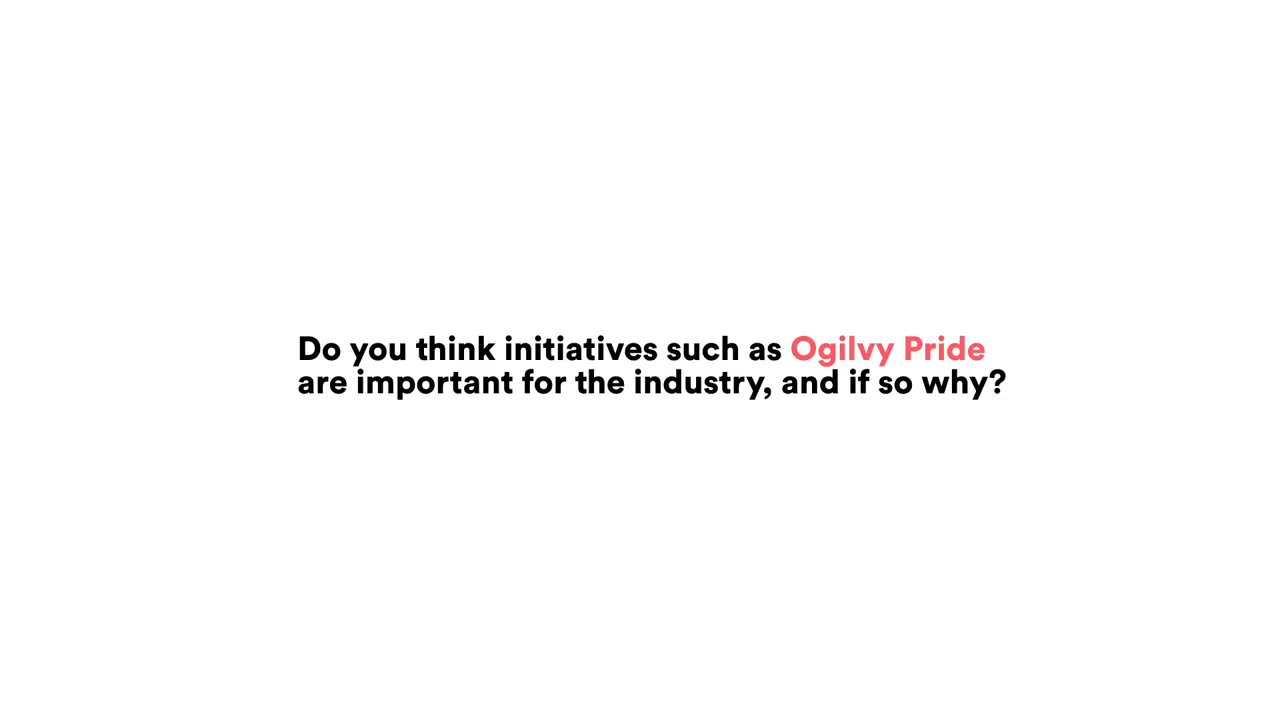 Do you think initiatives such as Ogilvy Pride
are important for the industry, and if so why?